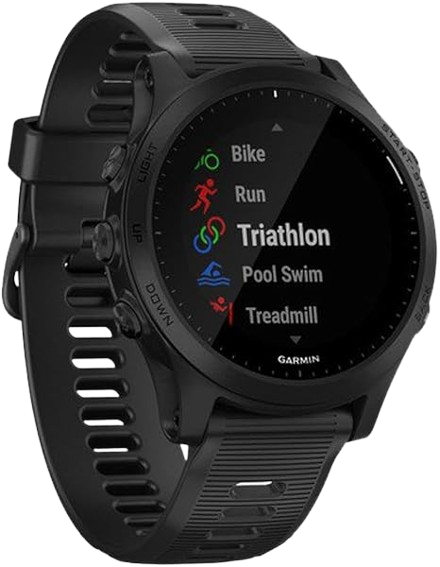 Bike
Run
Triathlon
Pool Swim
Treadmill
GARMIN
LIGHT
UP
DOWN
START·STOP
BACK